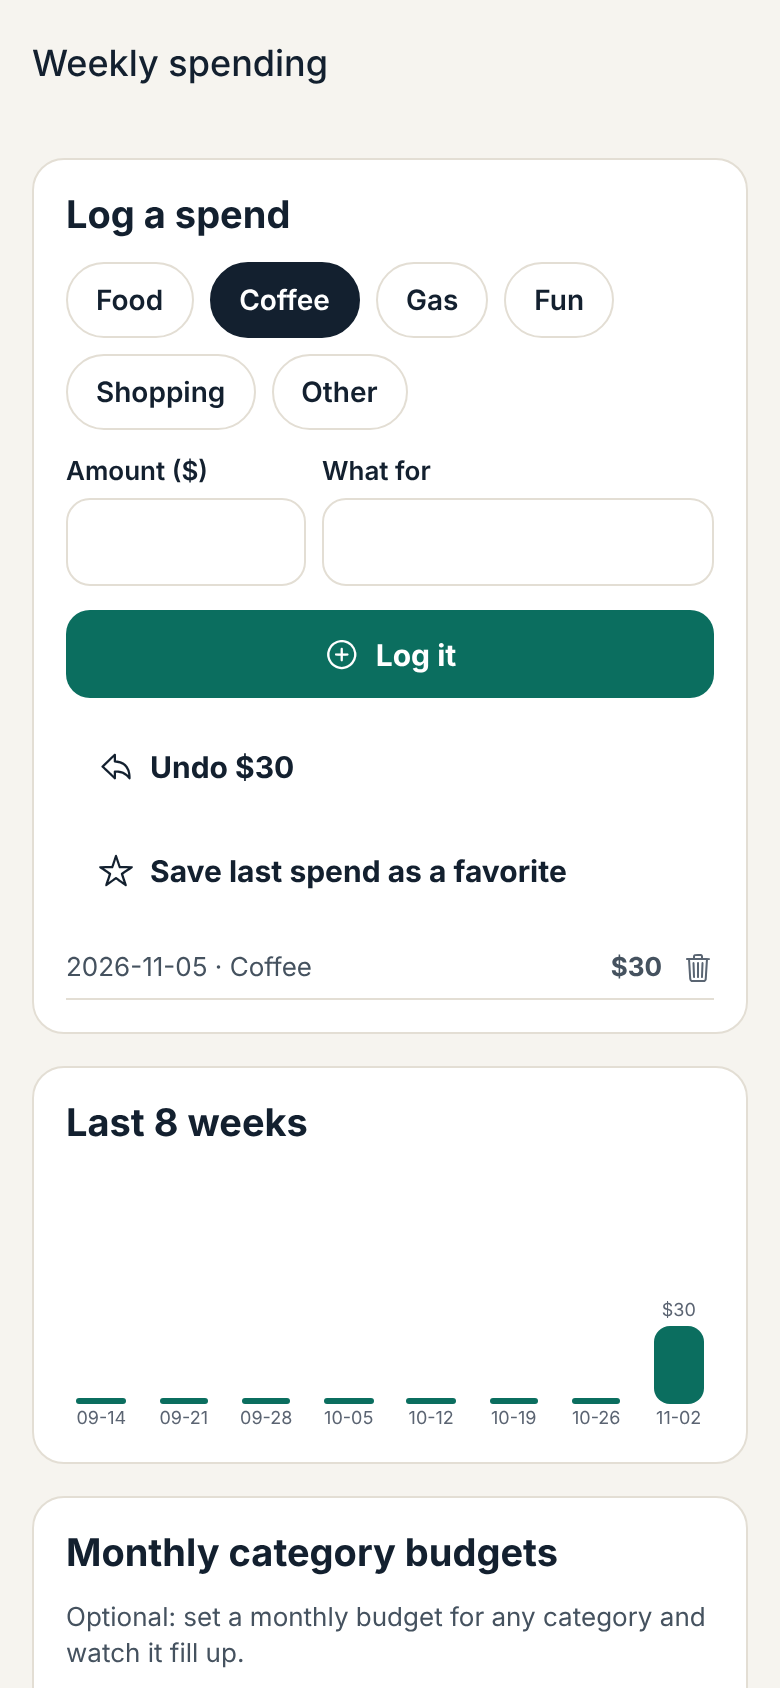 Weekly spending
Log a spend
Food Coffee Gas Fun
Shopping Other
Amount ($) What for
Log it
Undo $30
Save last spend as a favorite
2026-11-05 · Coffee $30
Last 8 weeks
$30
09-14 09-21 09-28 10-05 10-12 10-19 10-26 11-02
Monthly category budgets
Optional: set a monthly budget for any category and
watch it fill up.